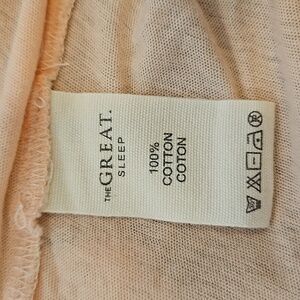 THE GREAT.
SLEEP
100%
COTTON
COTON